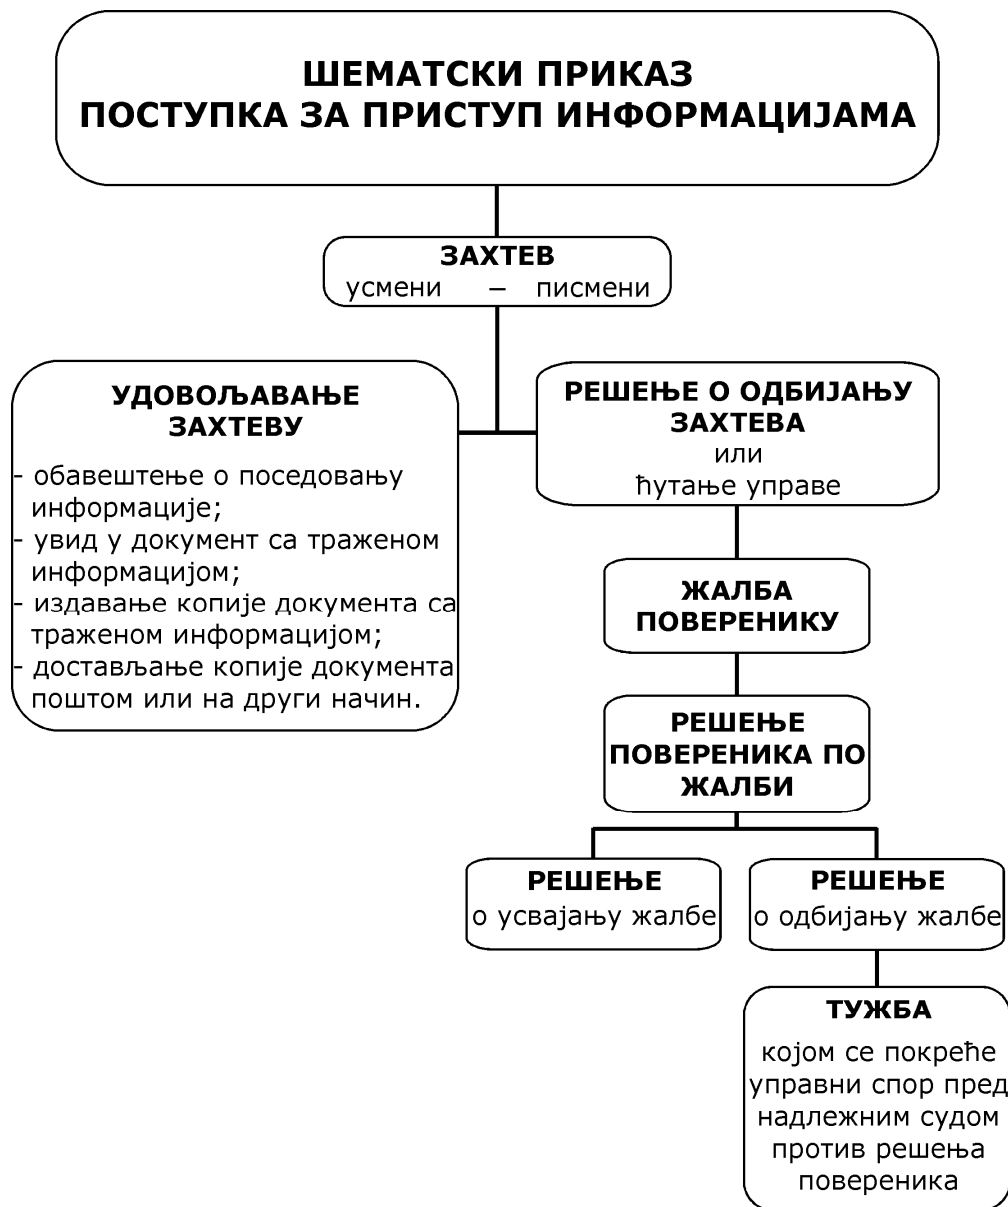 ШЕМАТСКИ ПРИКАЗ
ПОСТУПКА ЗА ПРИСТУП ИНФОРМАЦИЈАМА
ЗАХТЕВ
усмени – писмени
УДОВОЉАВАЊЕ
ЗАХТЕВУ
- обавештење о поседовању
информације;
- увид у документ са траженом
информацијом;
- издавање копије документа са
траженом информацијом;
- достављање копије документа
поштом или на други начин.
РЕШЕЊЕ О ОДБИЈАЊУ
ЗАХТЕВА
или
ћутање управе
ЖАЛБА
ПОВЕРЕНИКУ
РЕШЕЊЕ
ПОВЕРЕНИКА ПО
ЖАЛБИ
РЕШЕЊЕ
о усвајању жалбе
РЕШЕЊЕ
о одбијању жалбе
ТУЖБА
којом се покреће
управни спор пред
надлежним судом
против решења
повереника